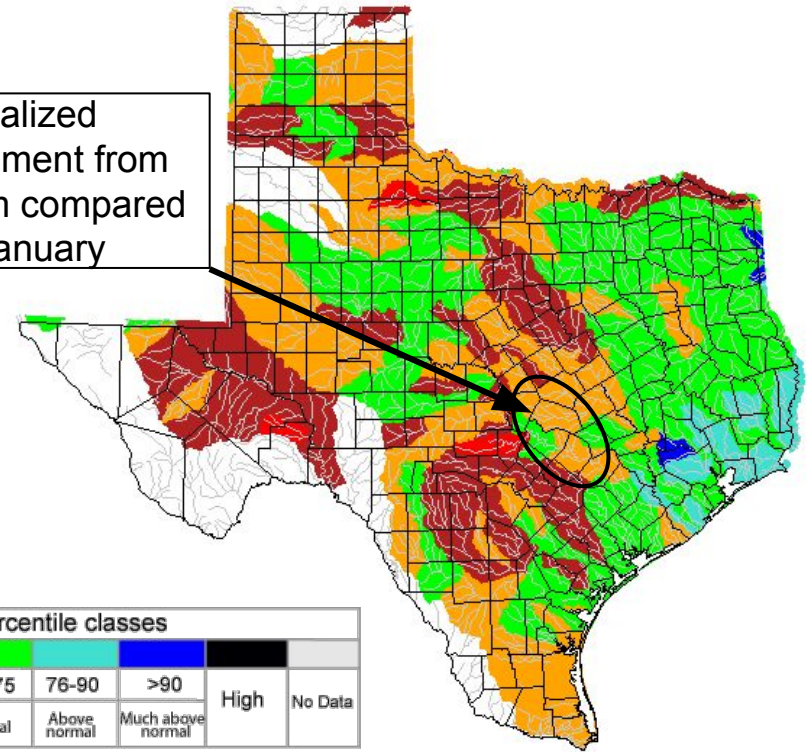 alized
ment from
compared
anuary
rcentile classes
75 76-90 >90 High No Data
al Above normal Much above normal